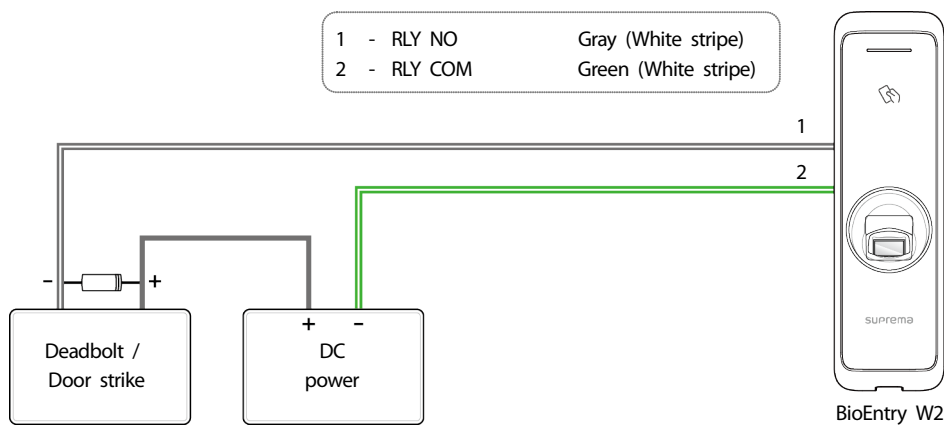 1 - RLY NO Gray (White stripe)
2 - RLY COM Green (White stripe)
1
2
- +
+ -
Deadbolt /
Door strike
DC
power
suprema
BioEntry W2